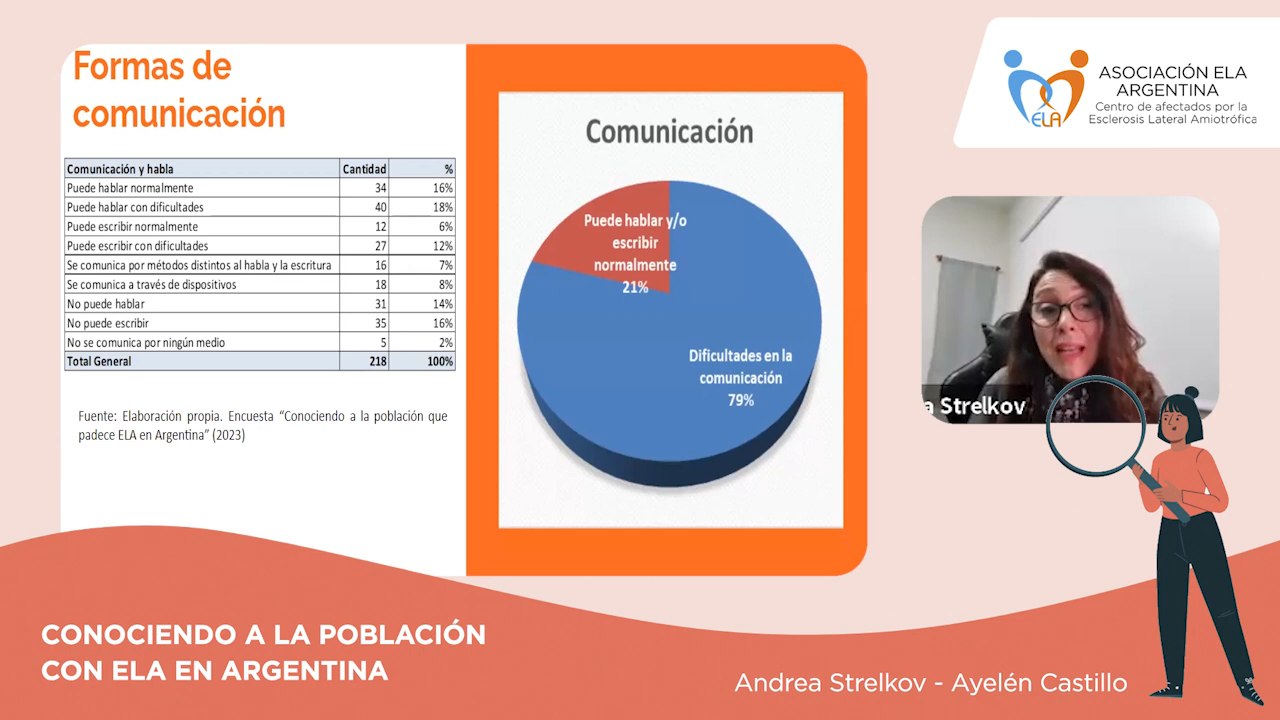 Formas de
comunicación
Comunicación y habla Cantidad %
Puede hablar normalmente 34 16%
Puede hablar con dificultades 40 18%
Puede escribir normalmente 12 6%
Puede escribir con dificultades 27 12%
Se comunica por métodos distintos al habla y la escritura 16 7%
Se comunica a través de dispositivos 18 8%
No puede hablar 31 14%
No puede escribir 35 16%
No se comunica por ningún medio 5 2%
Total General 218 100%
Fuente: Elaboración propia. Encuesta “Conociendo a la población que
padece ELA en Argentina” (2023)
Comunicación
Puede hablar y/o
escribir
normalmente
21%
Dificultades en la
comunicación
79%
ELA
ASOCIACIÓN ELA
ARGENTINA
Centro de afectados por la
Esclerosis Lateral Amiotrófica
a Strelkov
CONOCIENDO A LA POBLACIÓN
CON ELA EN ARGENTINA
Andrea Strelkov - Ayelén Castillo